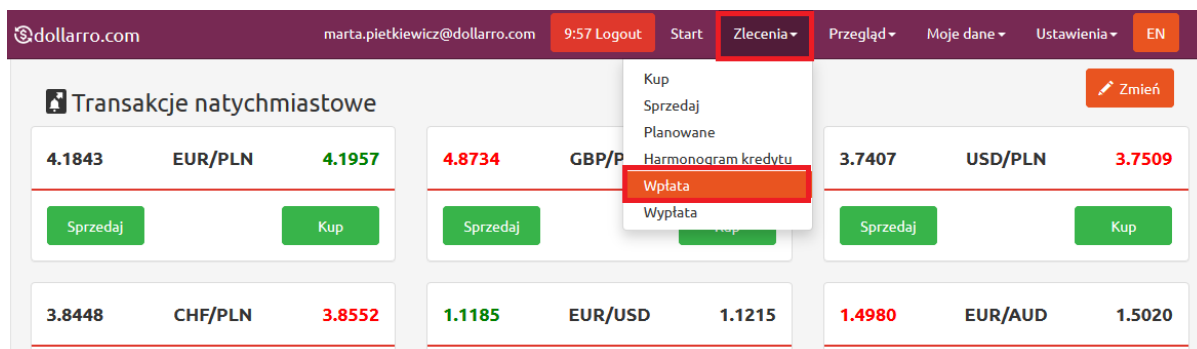 dollarro.com marta.pietkiewicz@dollarro.com 9:57 Logout Start Zlecenia Przegląd Moje dane Ustawienia EN
Transakcje natychmiastowe
Zmień
Kup
Sprzedaj
Planowane
Harmonogram kredytu
Wpłata
Wypłata
4.1843 EUR/PLN 4.1957
Sprzedaj Kup
4.8734 GBP/P
Sprzedaj Kup
3.7407 USD/PLN 3.7509
Sprzedaj Kup
3.8448 CHF/PLN 3.8552
1.1185 EUR/USD 1.1215
1.4980 EUR/AUD 1.5020